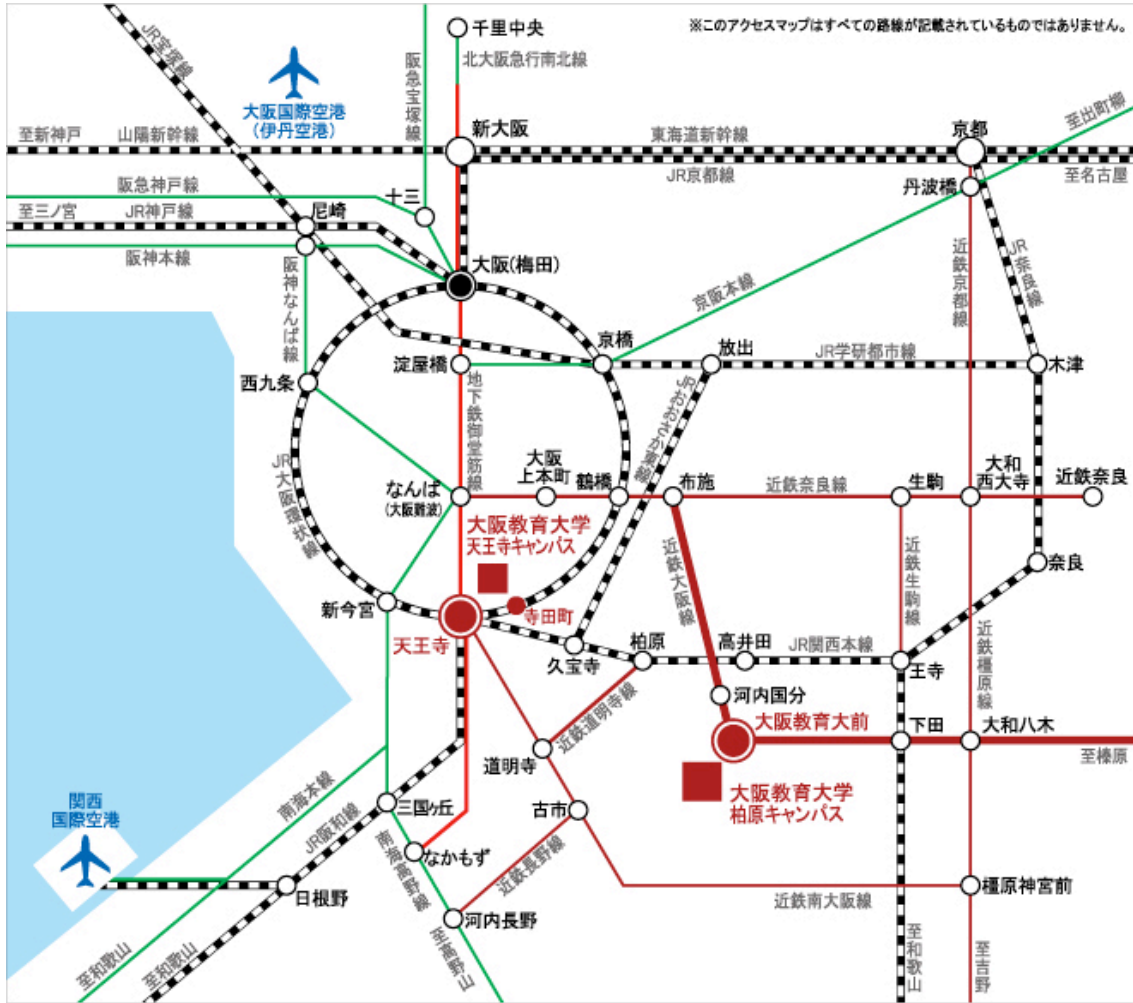 千里中央
※このアクセスマップはすべての路線が記載されているものではありません。
北大阪急行南北線
JR宝塚線
阪急宝塚線
大阪国際空港
(伊丹空港)
至出町柳
至新神戸
山陽新幹線
新大阪
東海道新幹線
京都
JR京都線
至名古屋
阪急神戸線
十三
丹波橋
至三ノ宮
JR神戸線
尼崎
阪神本線
阪神なんば線
大阪(梅田)
近鉄京都線
JR奈良線
京阪本線
京橋
放出
JR学研都市線
木津
淀屋橋
西九条
地下鉄御堂筋線
JRおおさか東線
JR大阪環状線
なんば
(大阪難波)
大阪
上本町
鶴橋
布施
近鉄奈良線
生駒
大和
西大寺
近鉄奈良
大阪教育大学
天王寺キャンパス
近鉄大阪線
近鉄生駒線
奈良
新今宮
寺田町
天王寺
久宝寺
柏原
高井田
JR関西本線
王寺
近鉄橿原線
河内国分
近鉄道明寺線
大阪教育大前
下田
大和八木
至榛原
道明寺
大阪教育大学
柏原キャンパス
南海本線
関西
国際空港
JR阪和線
三国ヶ丘
古市
なかもず
南海高野線
近鉄長野線
日根野
河内長野
近鉄南大阪線
橿原神宮前
至和歌山
至和歌山
至高野山
至和歌山
至吉野